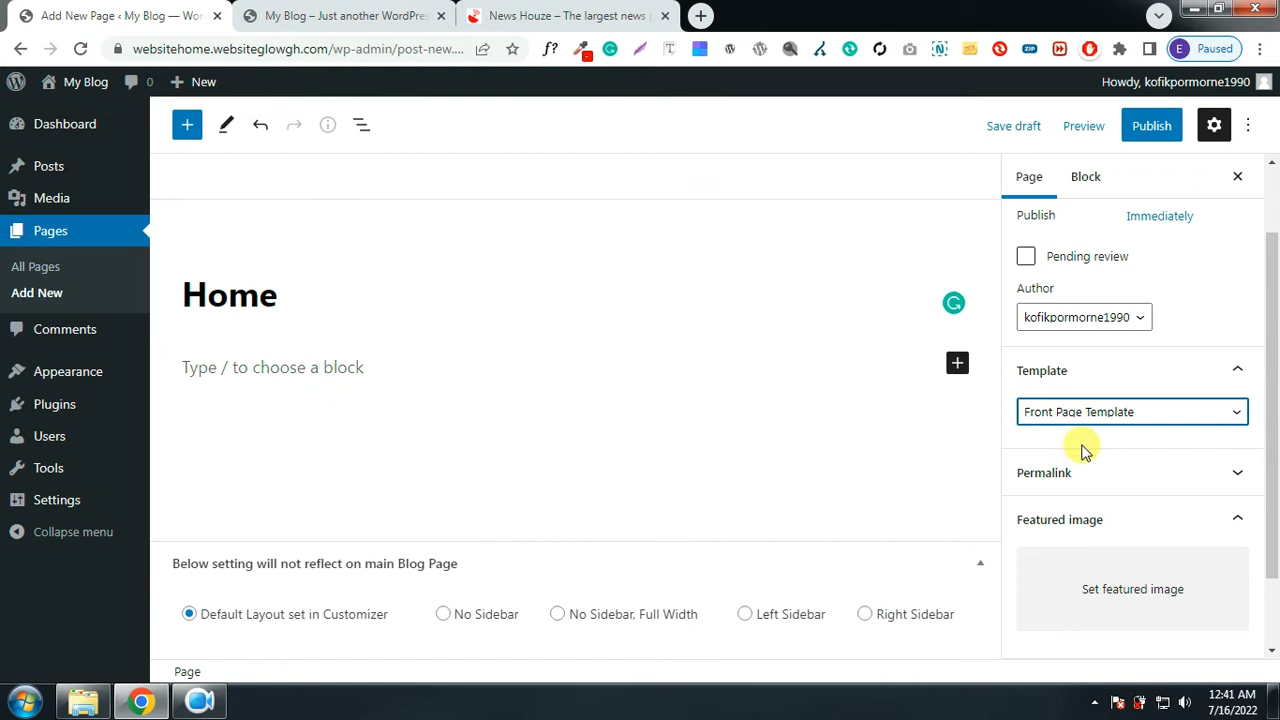 Add New Page ‹ My Blog — Wor
My Blog – Just another WordPre
News Houze – The largest news
websitehome.websiteglowgh.com/wp-admin/post-new....
f?
T
ZIP
E Paused
My Blog 0 New
Howdy, kofikpormorne1990
Dashboard
Posts
Media
Pages
All Pages
Add New
Comments
Appearance
Plugins
Users
Tools
Settings
Collapse menu
Save draft Preview Publish
Home
Type / to choose a block
Below setting will not reflect on main Blog Page
Default Layout set in Customizer No Sidebar No Sidebar, Full Width Left Sidebar Right Sidebar
Page
Page Block
Publish Immediately
Pending review
Author
kofikpormorne1990
Template
Front Page Template
Permalink
Featured image
Set featured image
12:41 AM
7/16/2022